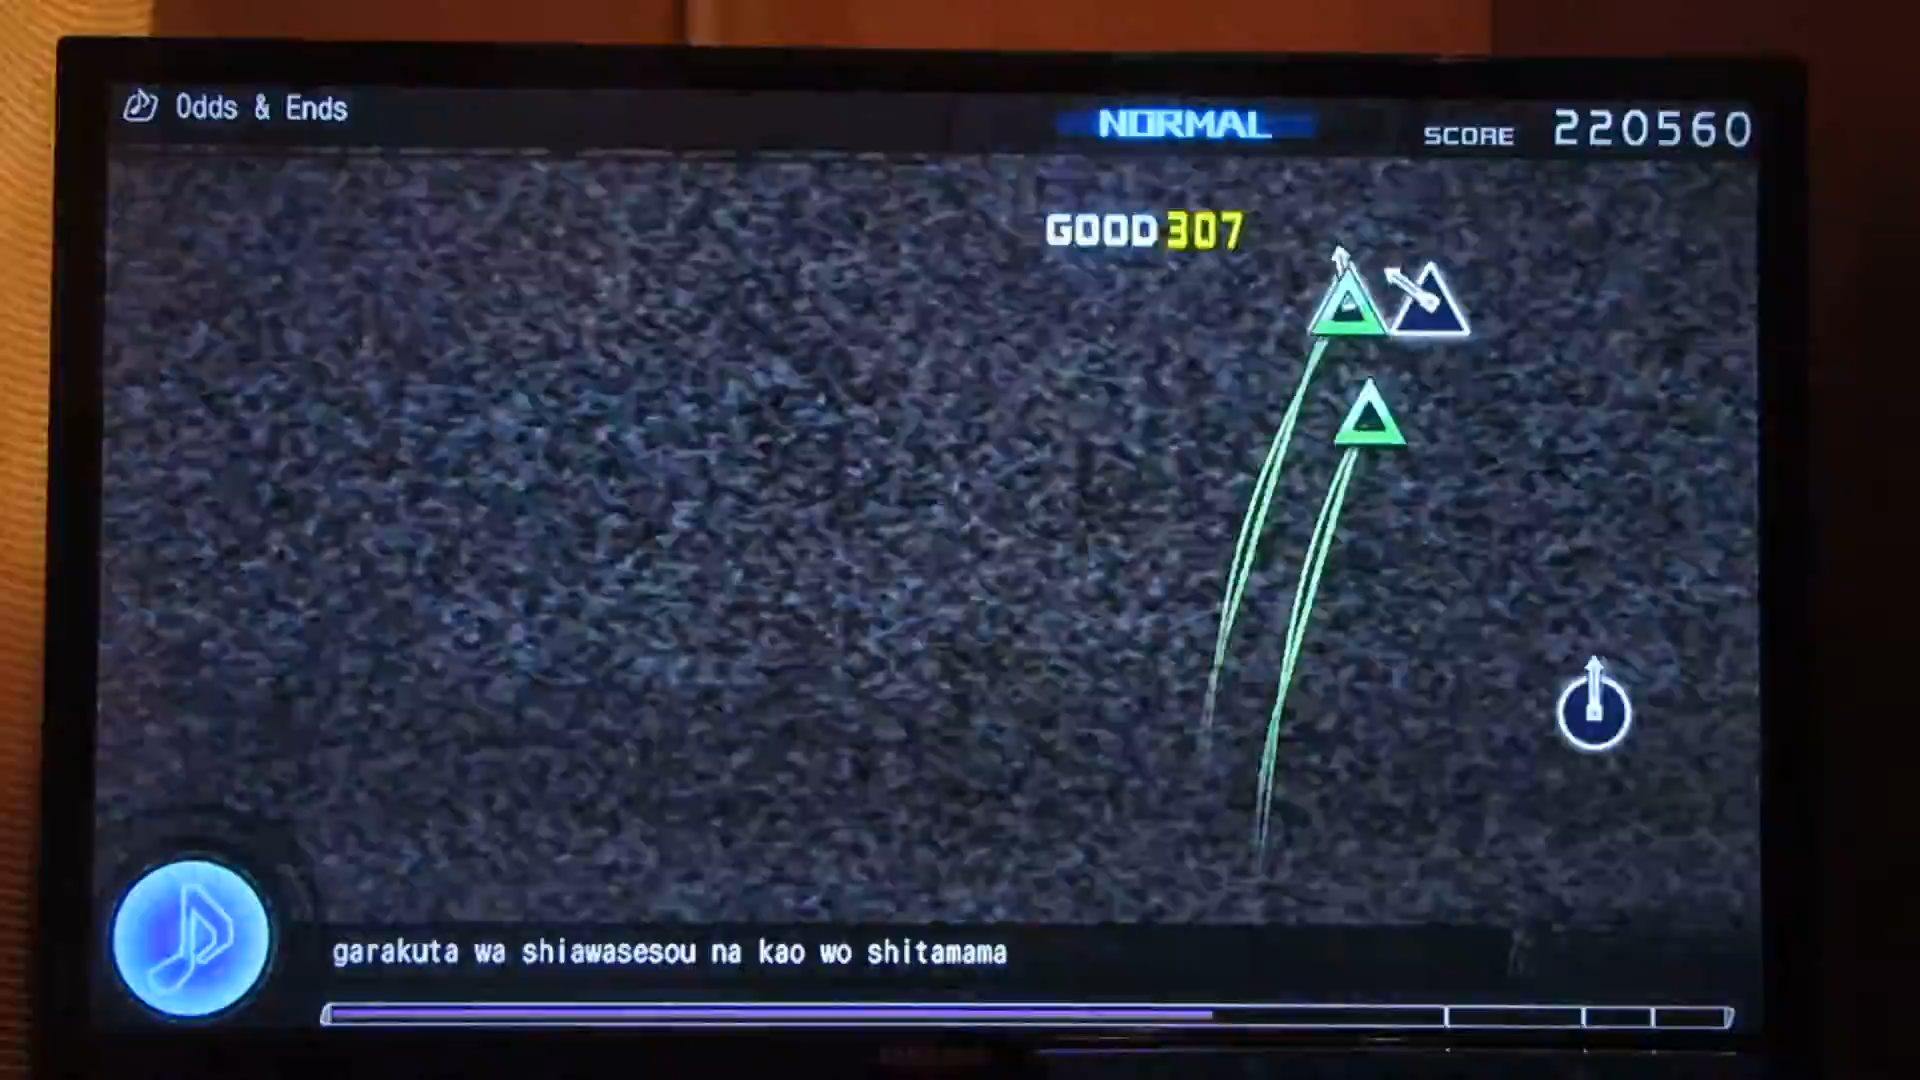 Odds & Ends
NORMAL
SCORE 220560
GOOD 307
garakuta wa shiawasesou na kao wo shitamama